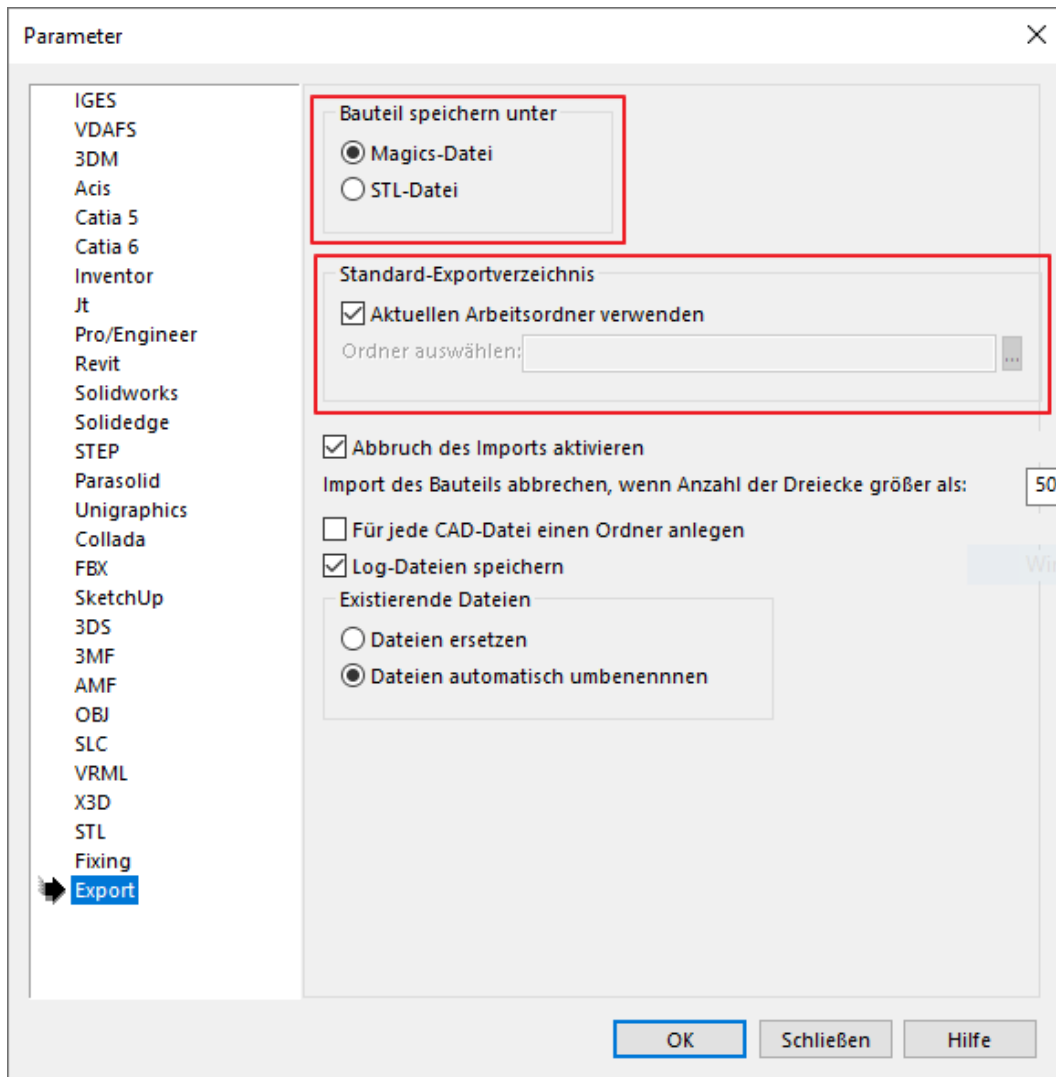 Parameter
IGES
VDAFS
3DM
Acis
Catia 5
Catia 6
Inventor
Jt
Pro/Engineer
Revit
Solidworks
Solidedge
STEP
Parasolid
Unigraphics
Collada
FBX
SketchUp
3DS
3MF
AMF
OBJ
SLC
VRML
X3D
STL
Fixing
Export
Bauteil speichern unter
Magics-Datei
STL-Datei
Standard-Exportverzeichnis
Aktuellen Arbeitsordner verwenden
Ordner auswählen: ...
Abbruch des Imports aktivieren
Import des Bauteils abbrechen, wenn Anzahl der Dreiecke größer als: 50
Für jede CAD-Datei einen Ordner anlegen
Log-Dateien speichern
Existierende Dateien
Dateien ersetzen
Dateien automatisch umbenennnen
OK Schließen Hilfe